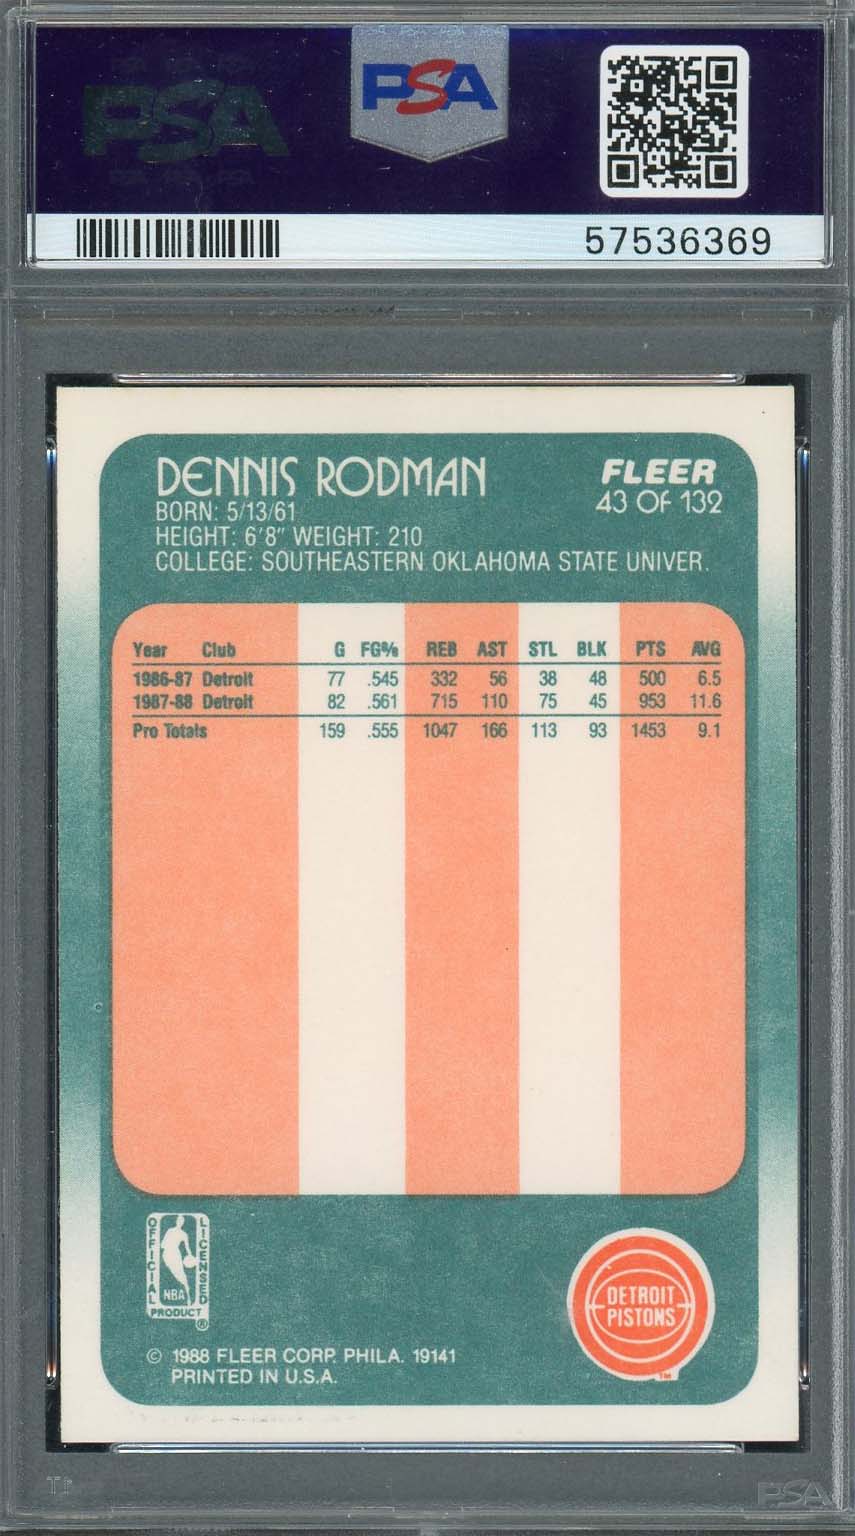 PSA
PSA
57536369
DENNIS RODMAN
FLEER
43 OF 132
BORN: 5/13/61
HEIGHT: 6'8" WEIGHT: 210
COLLEGE: SOUTHEASTERN OKLAHOMA STATE UNIVER.
Year Club G FG% REB AST STL BLK PTS AVG
1986-87 Detroit 77 .545 332 56 38 48 500 6.5
1987-88 Detroit 82 .561 715 110 75 45 953 11.6
Pro Totals 159 .555 1047 166 113 93 1453 9.1
OFFICIAL
LICENSED
NBA
PRODUCT
®
DETROIT
PISTONS
TM
© 1988 FLEER CORP. PHILA. 19141
PRINTED IN U.S.A.
PSA